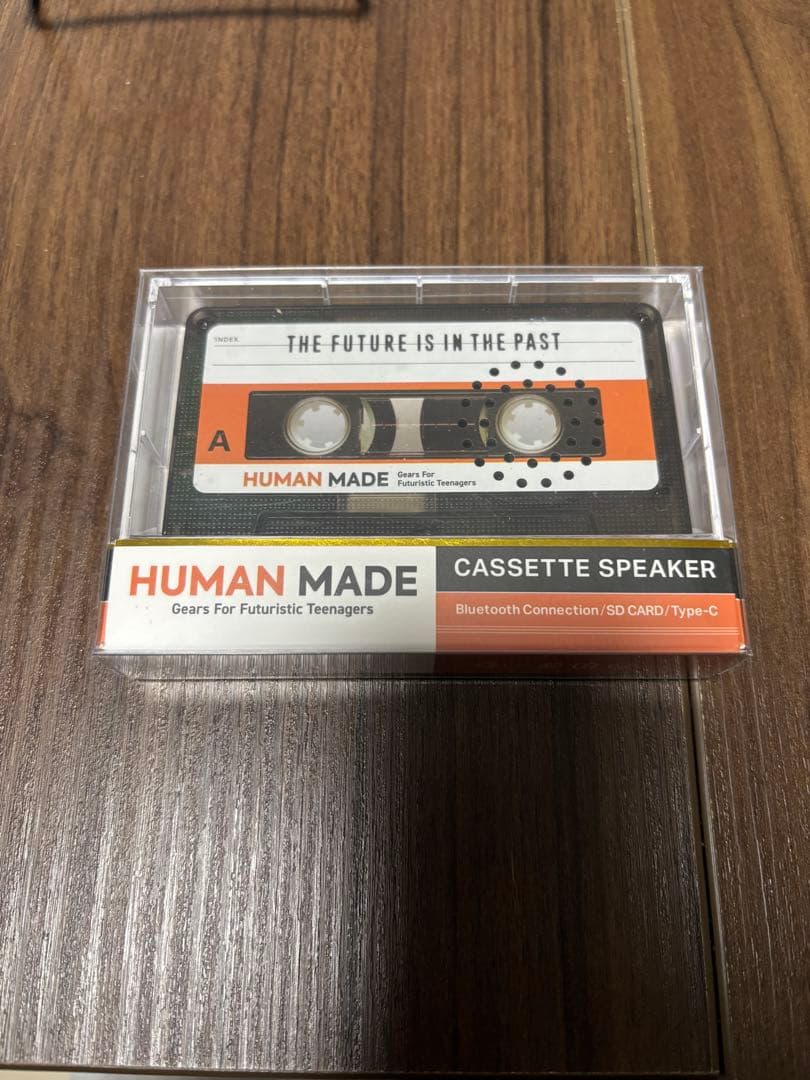 INDEX
THE FUTURE IS IN THE PAST
A
HUMAN MADE
Gears For
Futuristic Teenagers
HUMAN MADE
Gears For Futuristic Teenagers
CASSETTE SPEAKER
Bluetooth Connection/SD CARD/Type-C